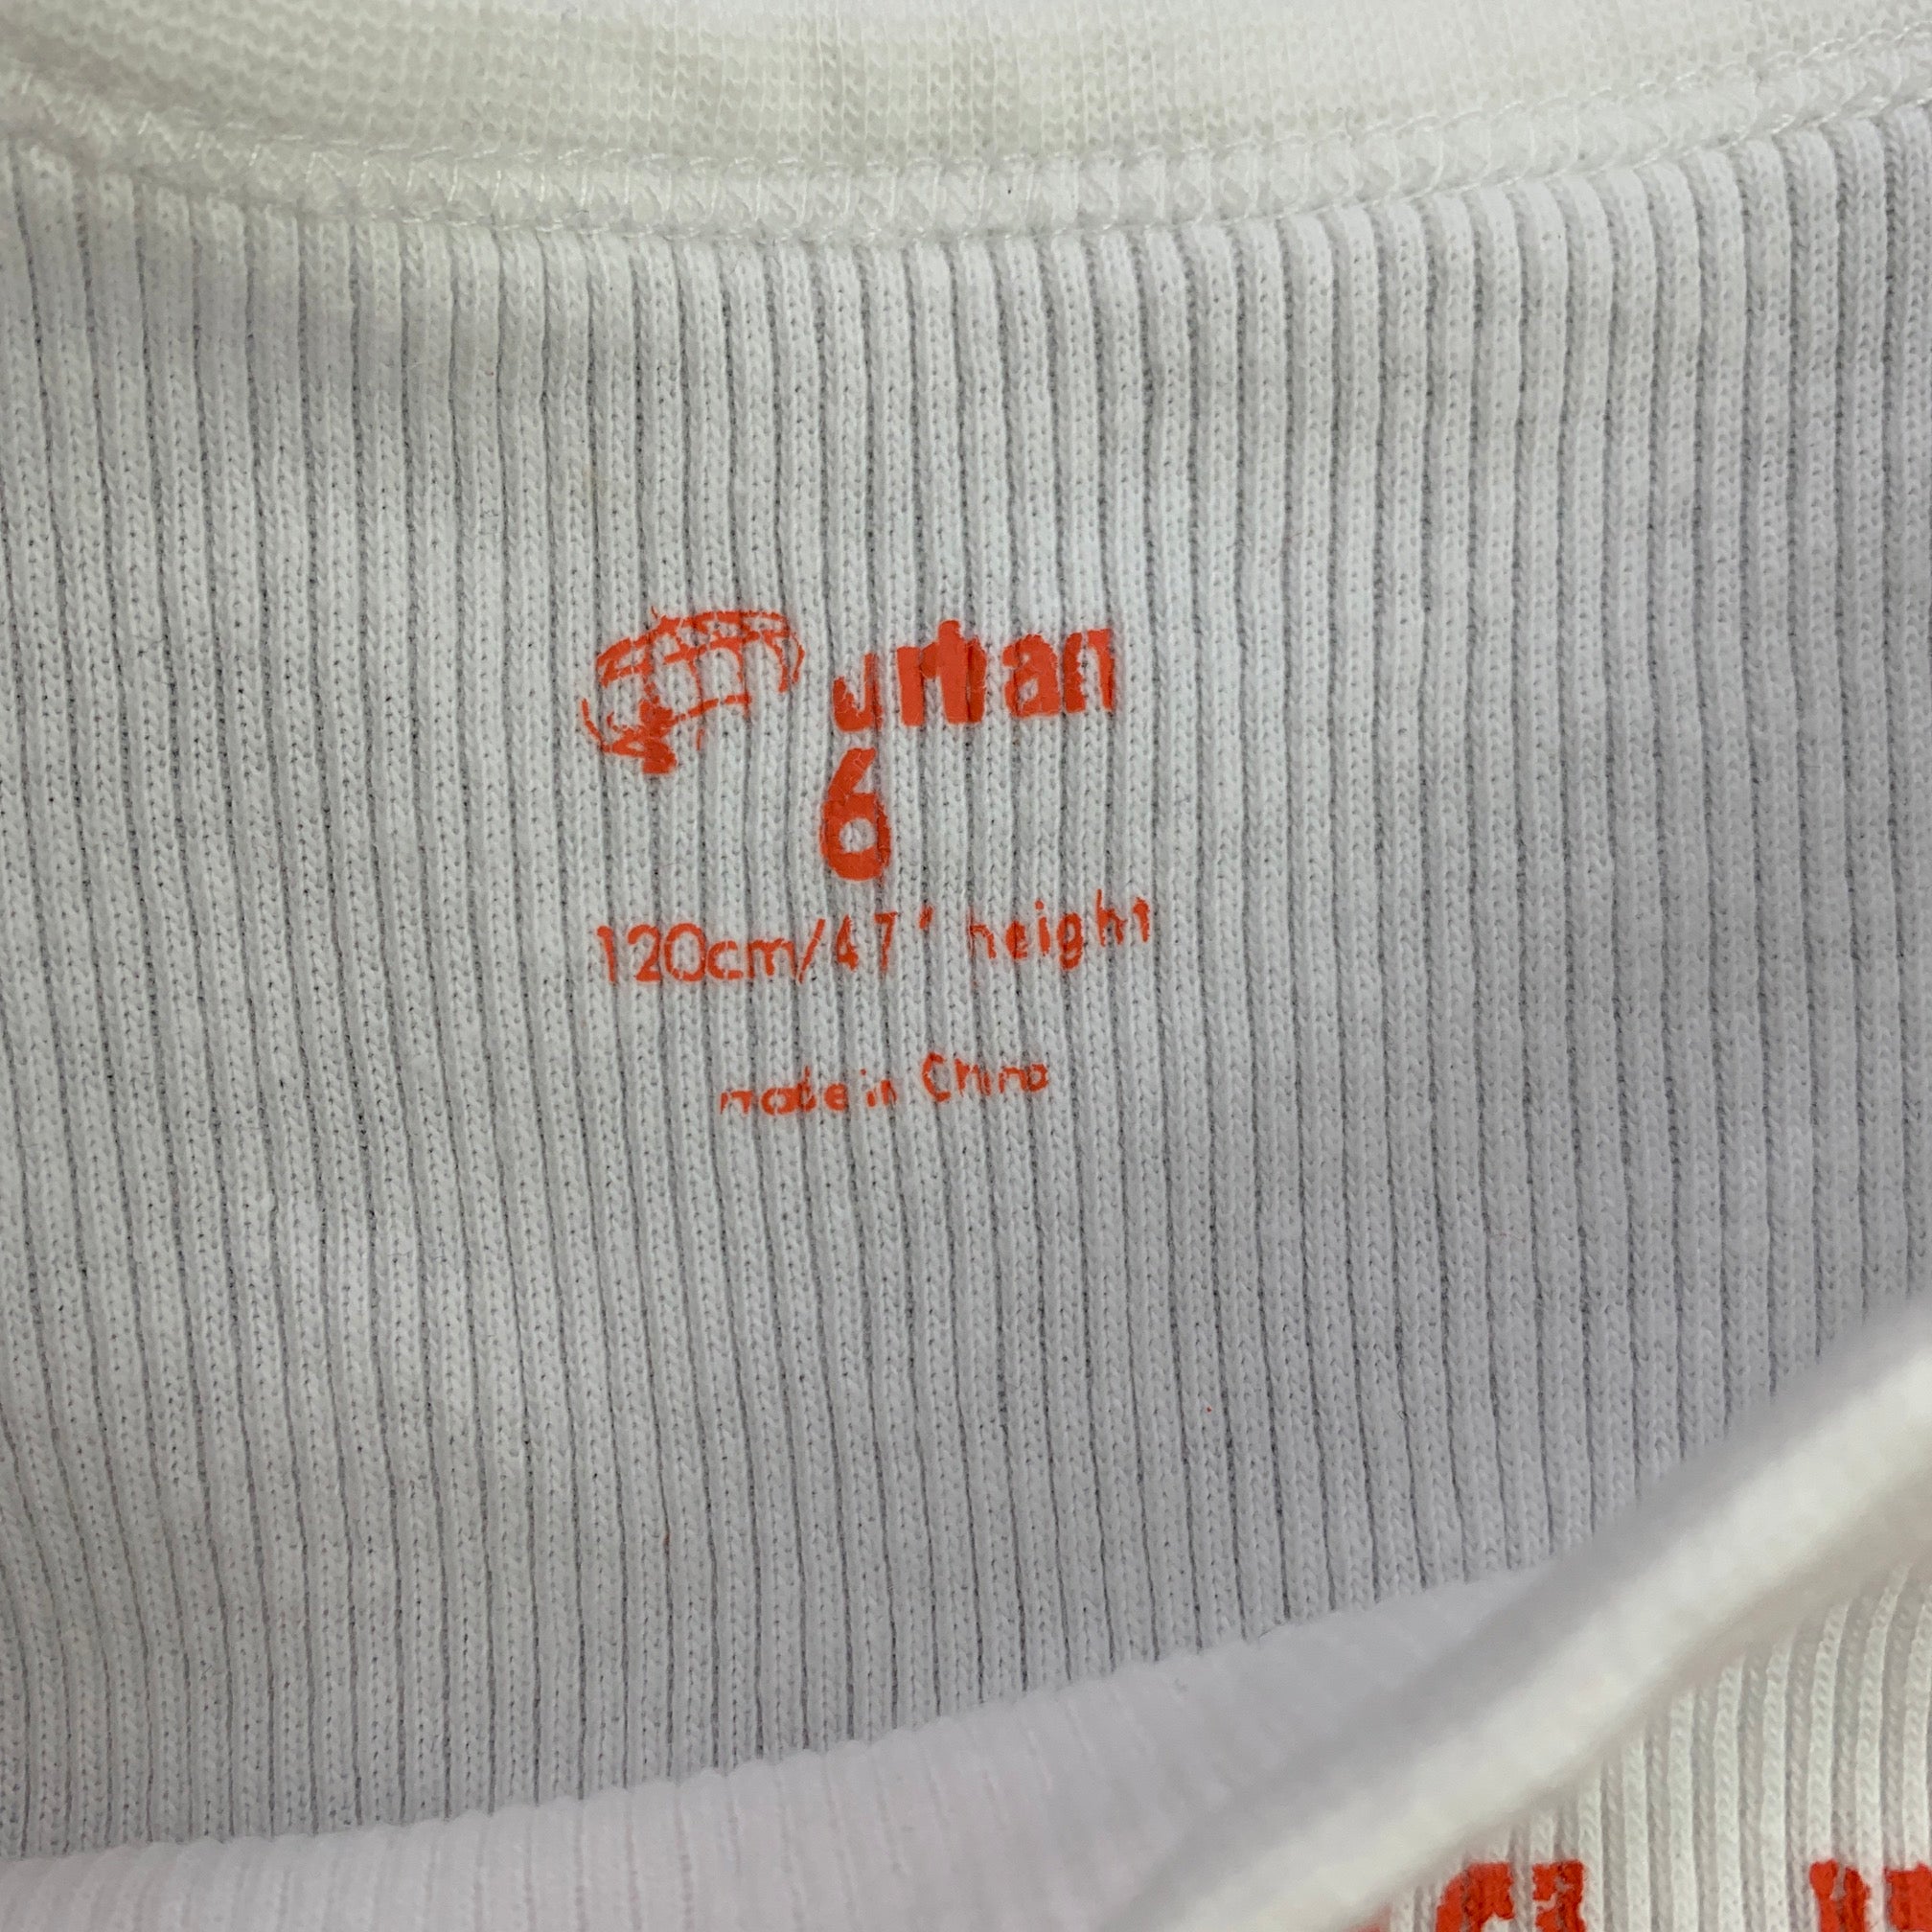 urban
6
120cm/47" height
made in China